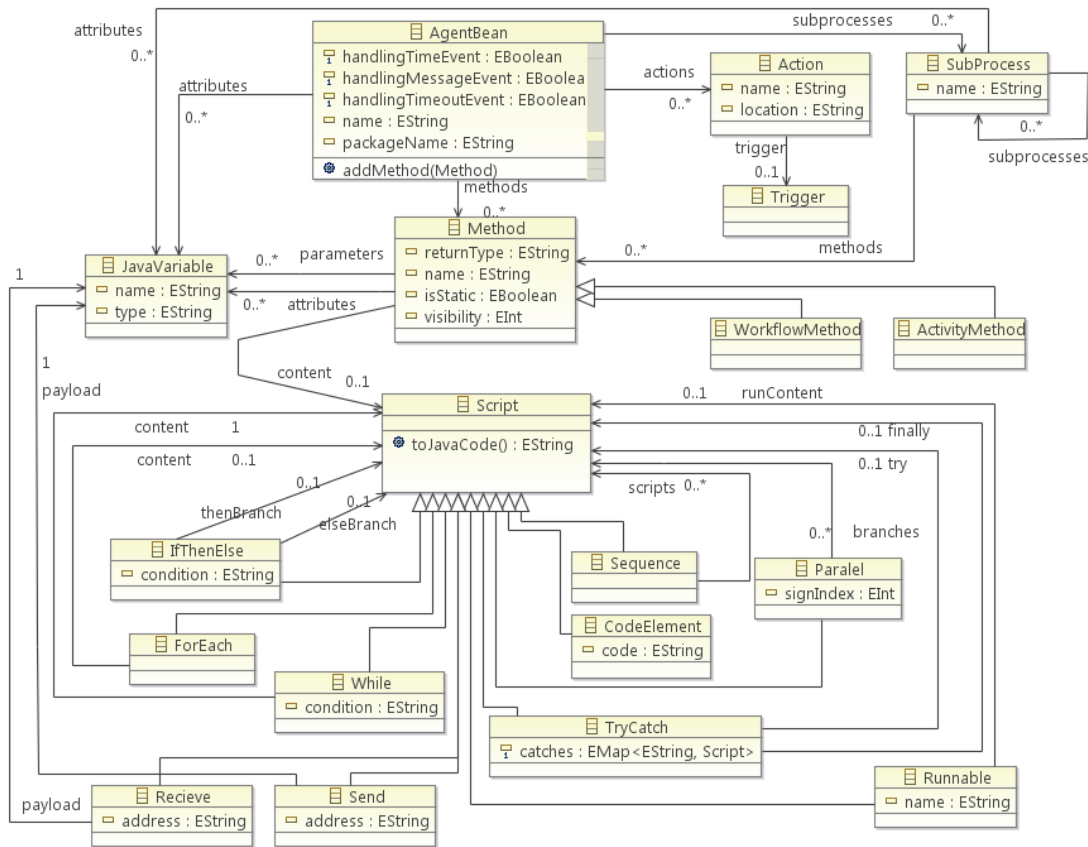 attributes
0..*
subprocesses
0..*
AgentBean
handlingTimeEvent : EBoolean
handlingMessageEvent : EBoolea
handlingTimeoutEvent : EBoolean
name : EString
packageName : EString
addMethod(Method)
attributes
0..*
actions
0..*
Action
name : EString
location : EString
SubProcess
name : EString
0..*
subprocesses
trigger
0..1
Trigger
methods
0..*
Method
returnType : EString
name : EString
isStatic : EBoolean
visibility : EInt
0..*
methods
parameters
0..*
0..*
attributes
JavaVariable
name : EString
type : EString
1
1
payload
WorkflowMethod
ActivityMethod
content
0..1
Script
toJavaCode() : EString
0..1
runContent
0..1 finally
0..1 try
content
1
content
0..1
0..1
thenBranch
0..1
elseBranch
scripts
0..*
0..*
branches
IfThenElse
condition : EString
Sequence
Paralel
signIndex : EInt
ForEach
CodeElement
code : EString
While
condition : EString
TryCatch
catches : EMap<EString, Script>
payload
Recieve
address : EString
Send
address : EString
Runnable
name : EString